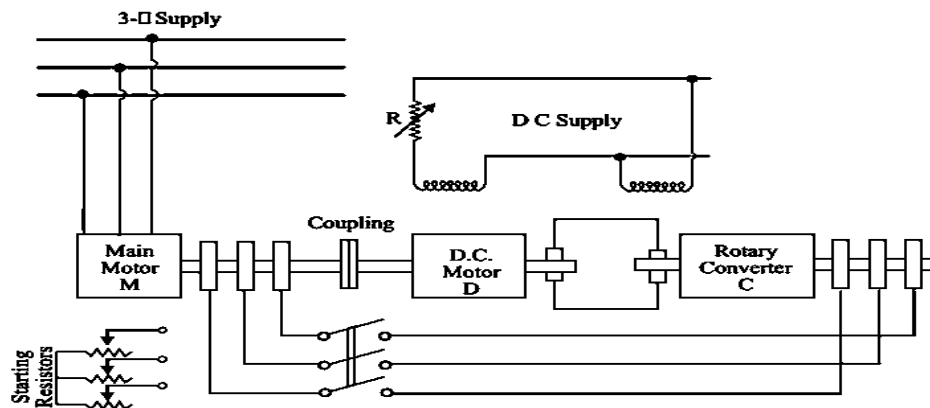 3-□ Supply
R
D C Supply
Coupling
Main
Motor
M
D.C.
Motor
D
Rotary
Converter
C
Starting
Resistors